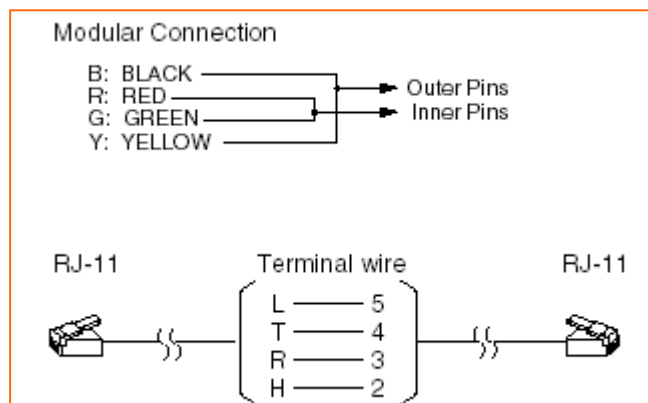 Modular Connection
B: BLACK
R: RED
G: GREEN
Y: YELLOW
Outer Pins
Inner Pins
RJ-11
Terminal wire
RJ-11
L 5
T 4
R 3
H 2